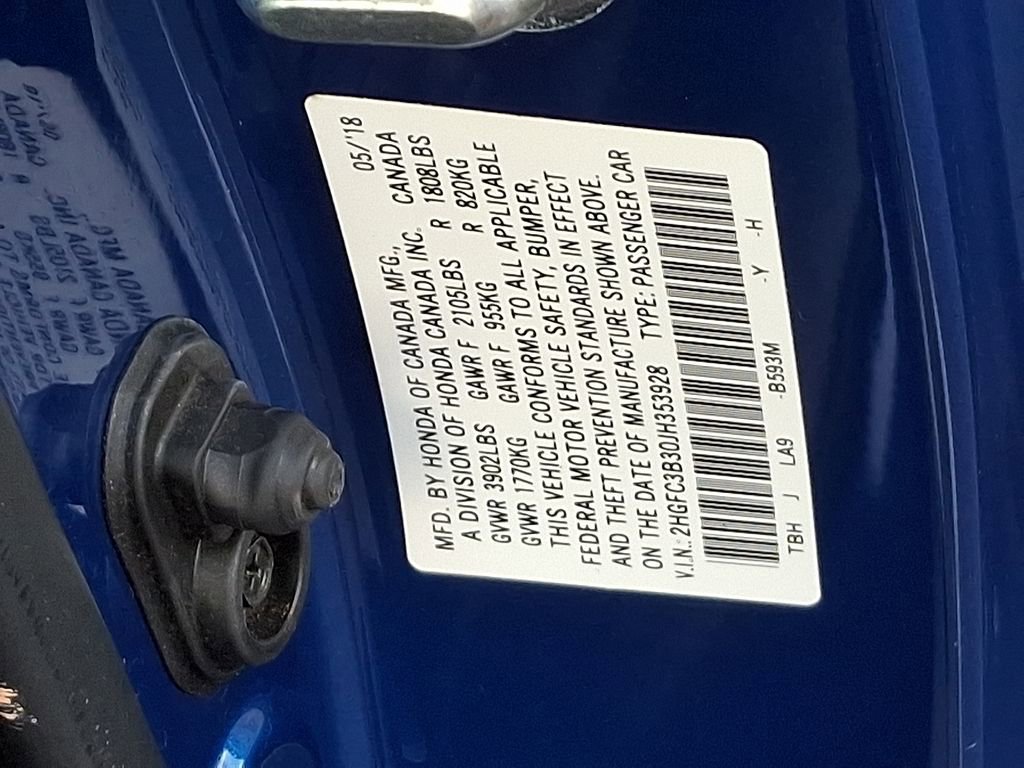 05/'18
MFD. BY HONDA OF CANADA MFG., CANADA
A DIVISION OF HONDA CANADA INC.
GVWR 3902LBS GAWR F 2105LBS R 1808LBS
GVWR 1770KG GAWR F 955KG R 820KG
THIS VEHICLE CONFORMS TO ALL APPLICABLE
FEDERAL MOTOR VEHICLE SAFETY, BUMPER,
AND THEFT PREVENTION STANDARDS IN EFFECT
ON THE DATE OF MANUFACTURE SHOWN ABOVE.
V.I.N.: 2HGFC3B30JH353928 TYPE: PASSENGER CAR
TBH J LA9 -B593M -Y -H